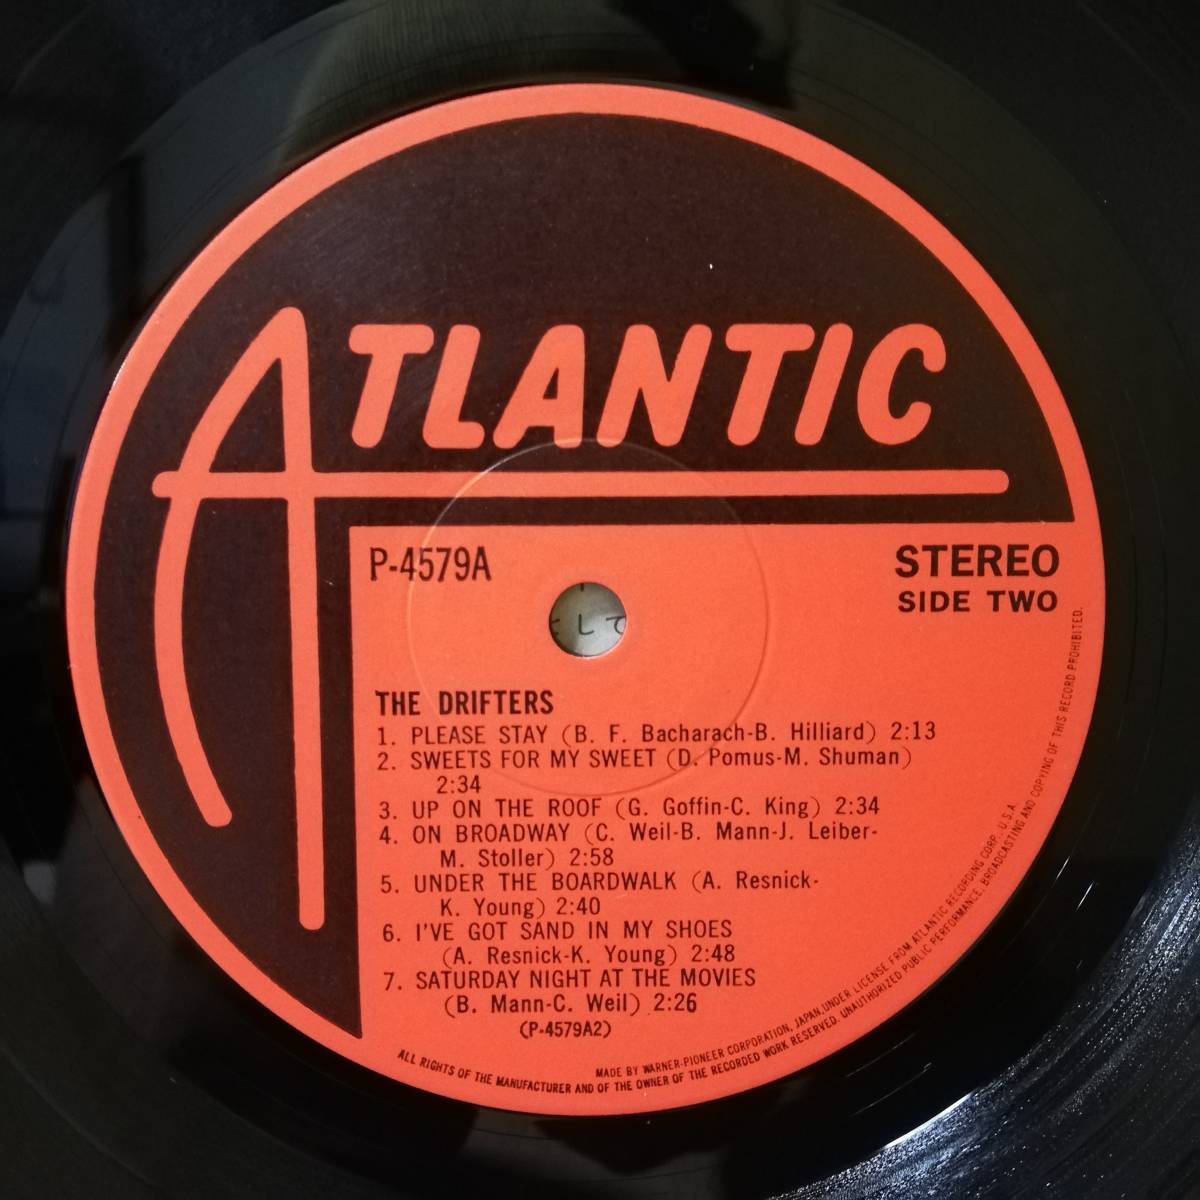 ATLANTIC
P-4579A
STEREO
SIDE TWO
して
THE DRIFTERS
1. PLEASE STAY (B. F. Bacharach-B. Hilliard) 2:13
2. SWEETS FOR MY SWEET (D. Pomus-M. Shuman)
2:34
3. UP ON THE ROOF (G. Goffin-C. King) 2:34
4. ON BROADWAY (C. Weil-B. Mann-J. Leiber-
M. Stoller) 2:58
5. UNDER THE BOARDWALK (A. Resnick-
K. Young) 2:40
6. I'VE GOT SAND IN MY SHOES
(A. Resnick-K. Young) 2:48
7. SATURDAY NIGHT AT THE MOVIES
(B. Mann-C. Weil) 2:26
(P-4579A2)
MADE BY WARNER-PIONEER CORPORATION, JAPAN, UNDER LICENSE FROM ATLANTIC RECORDING CORP., U.S.A.
ALL RIGHTS OF THE MANUFACTURER AND OF THE OWNER OF THE RECORDED WORK RESERVED. UNAUTHORIZED PUBLIC PERFORMANCE, BROADCASTING AND COPYING OF THIS RECORD PROHIBITED.